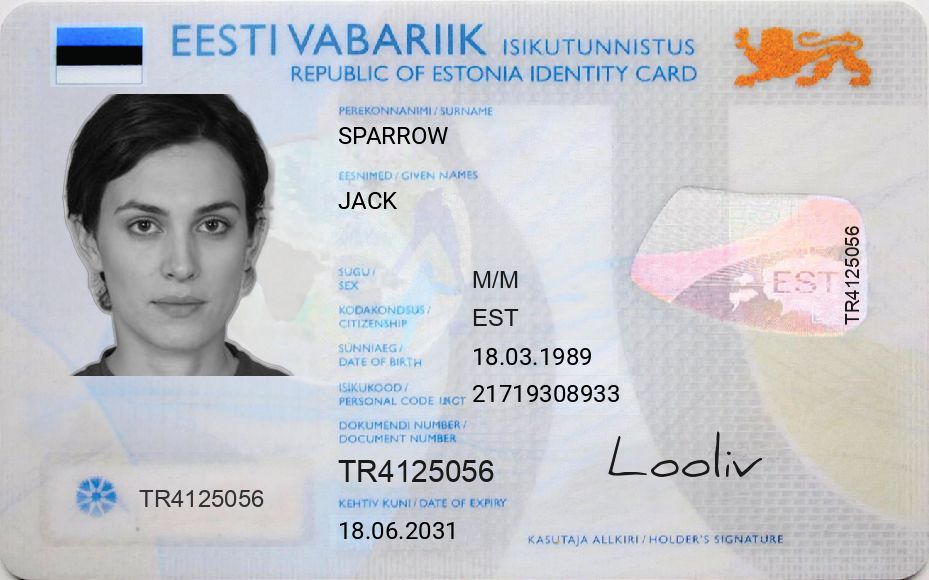 EESTI VABARIIK ISIKUTUNNISTUS
REPUBLIC OF ESTONIA IDENTITY CARD
PEREKONNANIMI / SURNAME
SPARROW
EESNIMED / GIVEN NAMES
JACK
SUGU /
SEX
M/M
KODAKONDSUS /
CITIZENSHIP
EST
SÜNNIAEG /
DATE OF BIRTH
18.03.1989
ISIKUKOOD /
PERSONAL CODE
21719308933
DOKUMENDI NUMBER /
DOCUMENT NUMBER
TR4125056
KEHTIV KUNI / DATE OF EXPIRY
18.06.2031
TR4125056
EST
TR4125056
Looliv
KASUTAJA ALLKIRI / HOLDER'S SIGNATURE